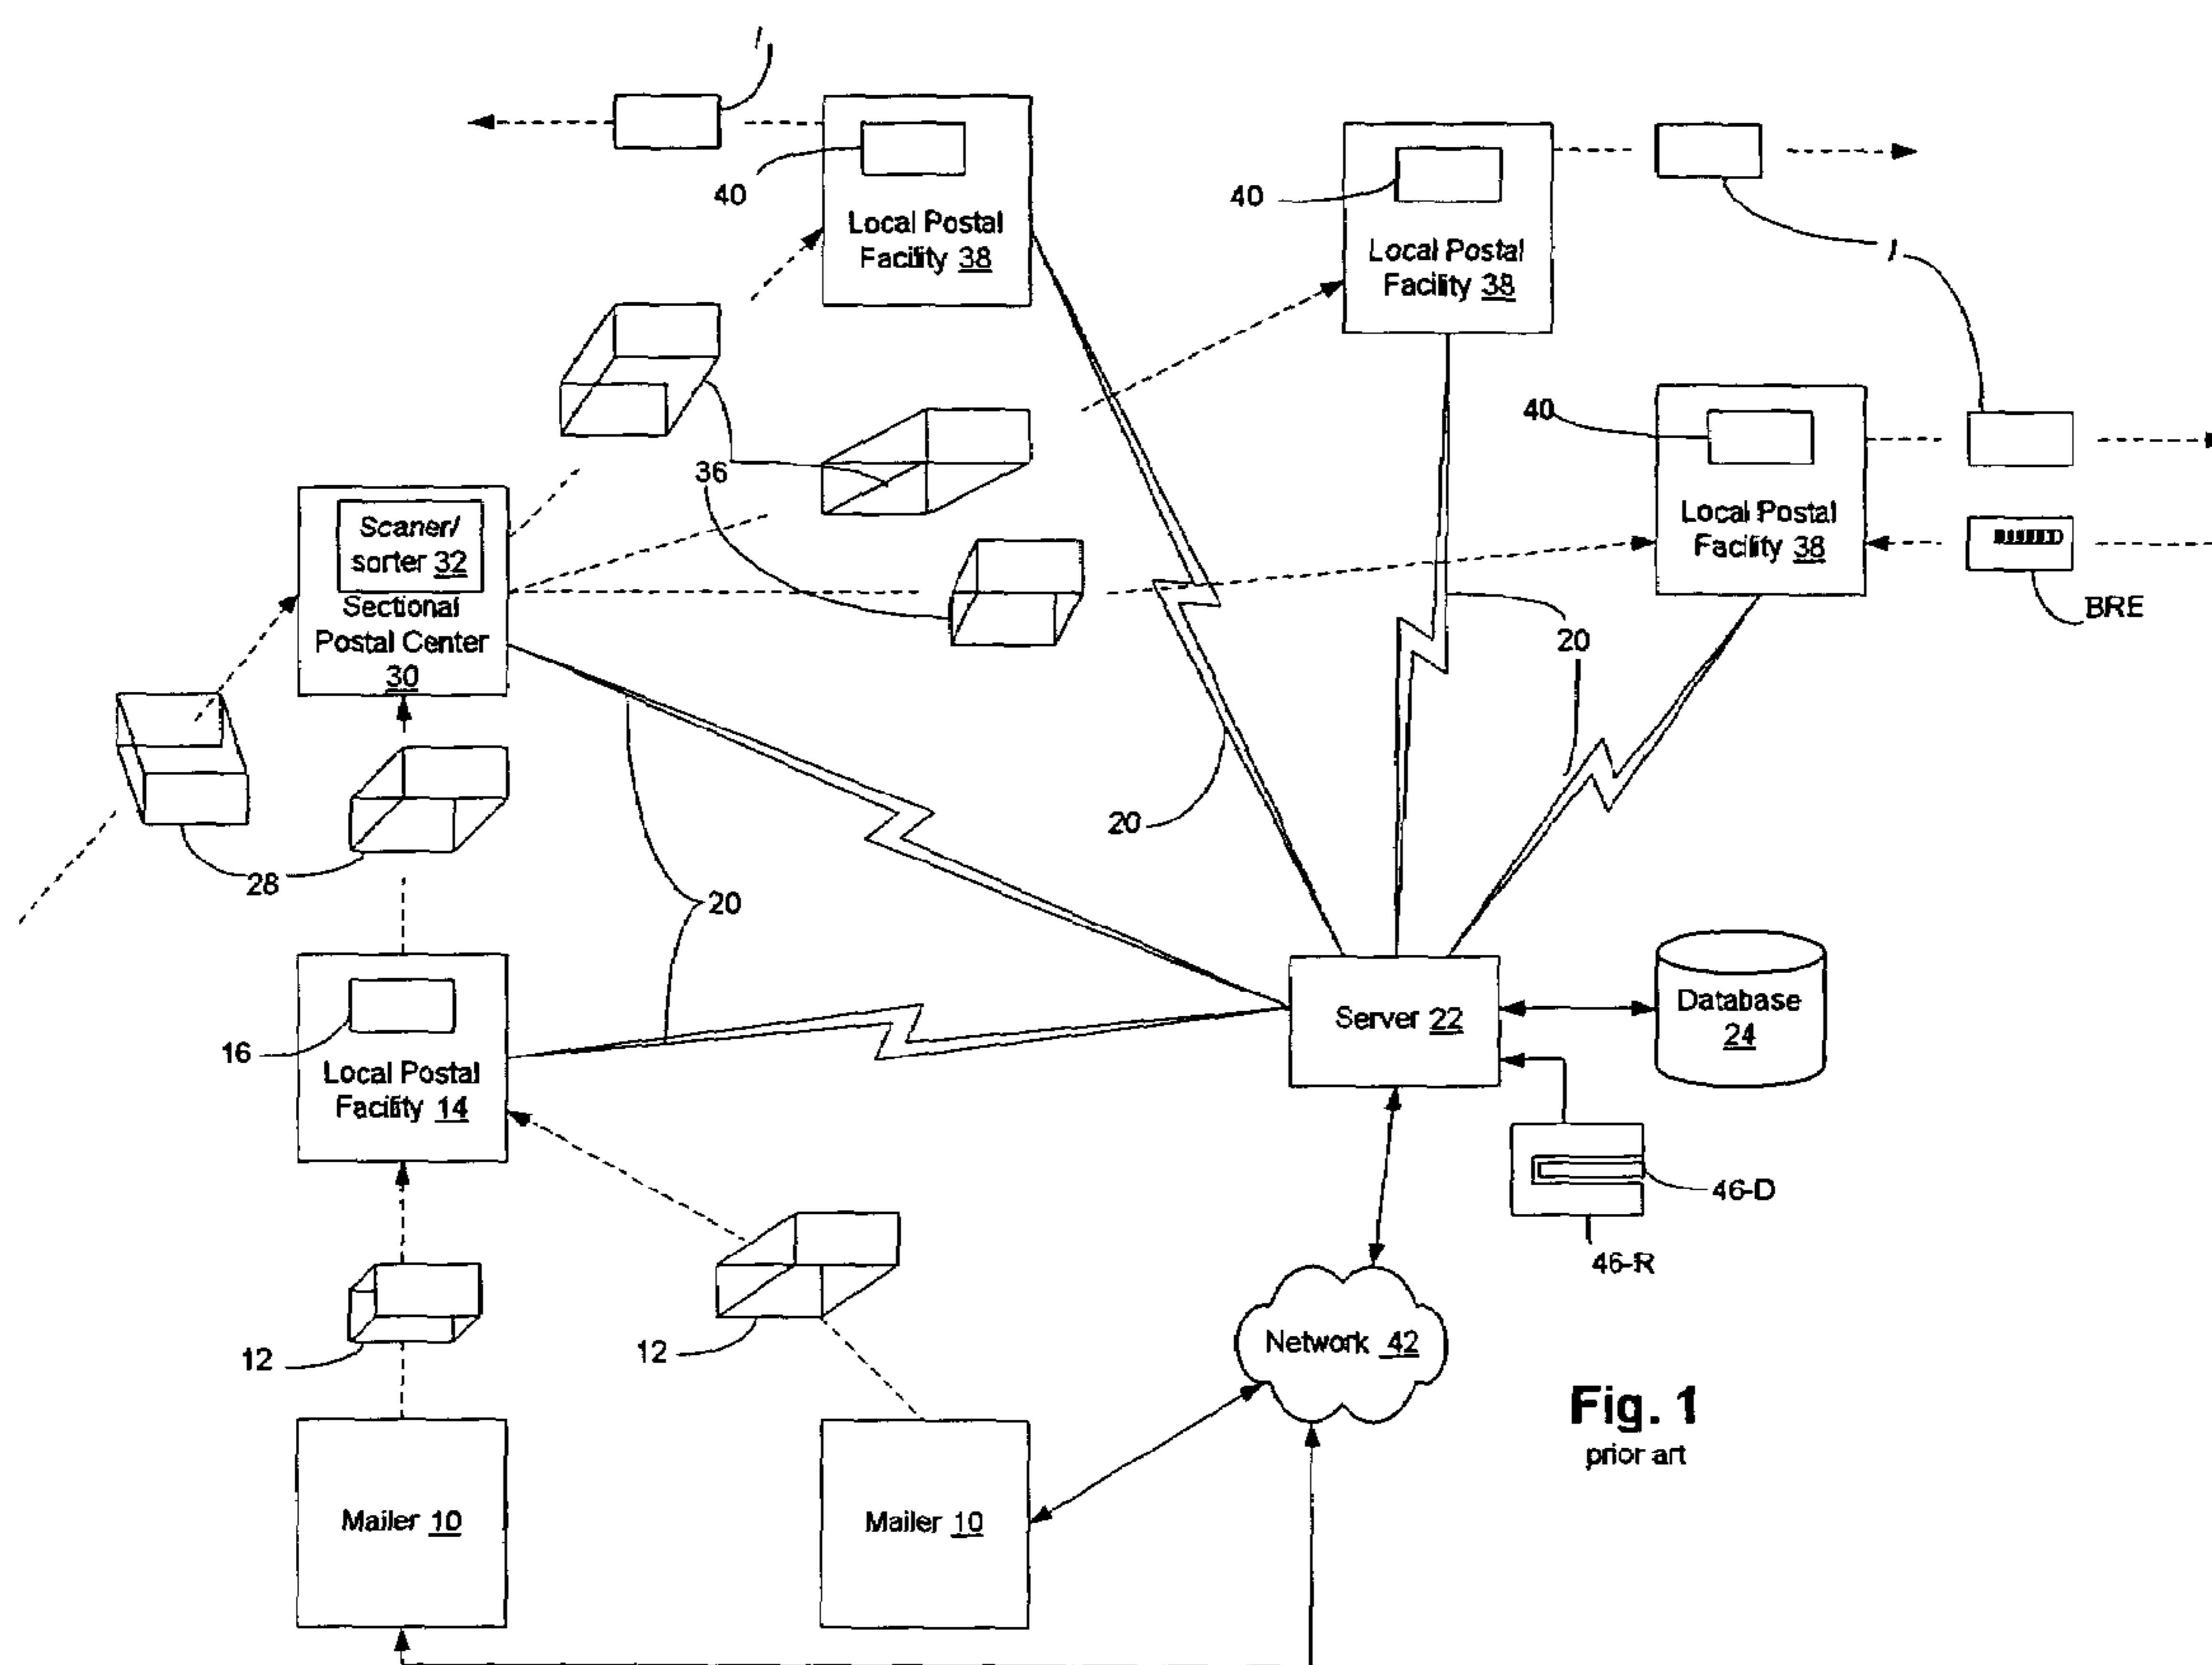 40
Local Postal
Facility 38
40
Local Postal
Facility 38
40
Local Postal
Facility 38
BRE
36
Scaner/
sorter 32
Sectional
Postal Center
30
20
20
20
28
16
Local Postal
Facility 14
Server 22
Database
24
46-D
46-R
12
12
Network 42
Mailer 10
Mailer 10
Fig. 1
prior art